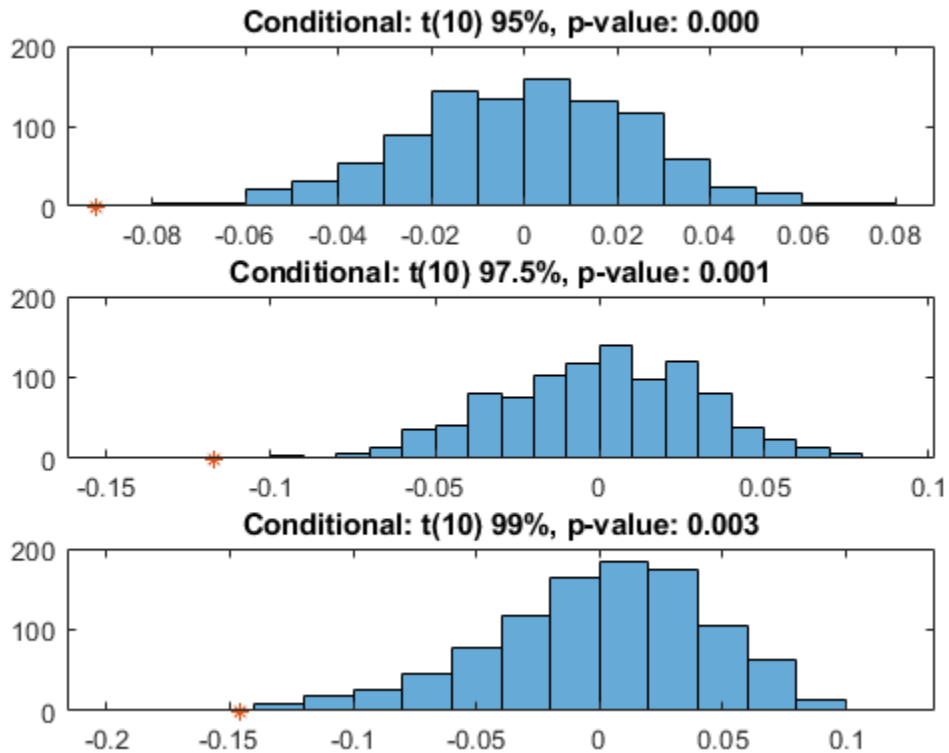 Conditional: t(10) 95%, p-value: 0.000
200
100
0
-0.08 -0.06 -0.04 -0.02 0 0.02 0.04 0.06 0.08
Conditional: t(10) 97.5%, p-value: 0.001
200
100
0
-0.15 -0.1 -0.05 0 0.05 0.1
Conditional: t(10) 99%, p-value: 0.003
200
100
0
-0.2 -0.15 -0.1 -0.05 0 0.05 0.1